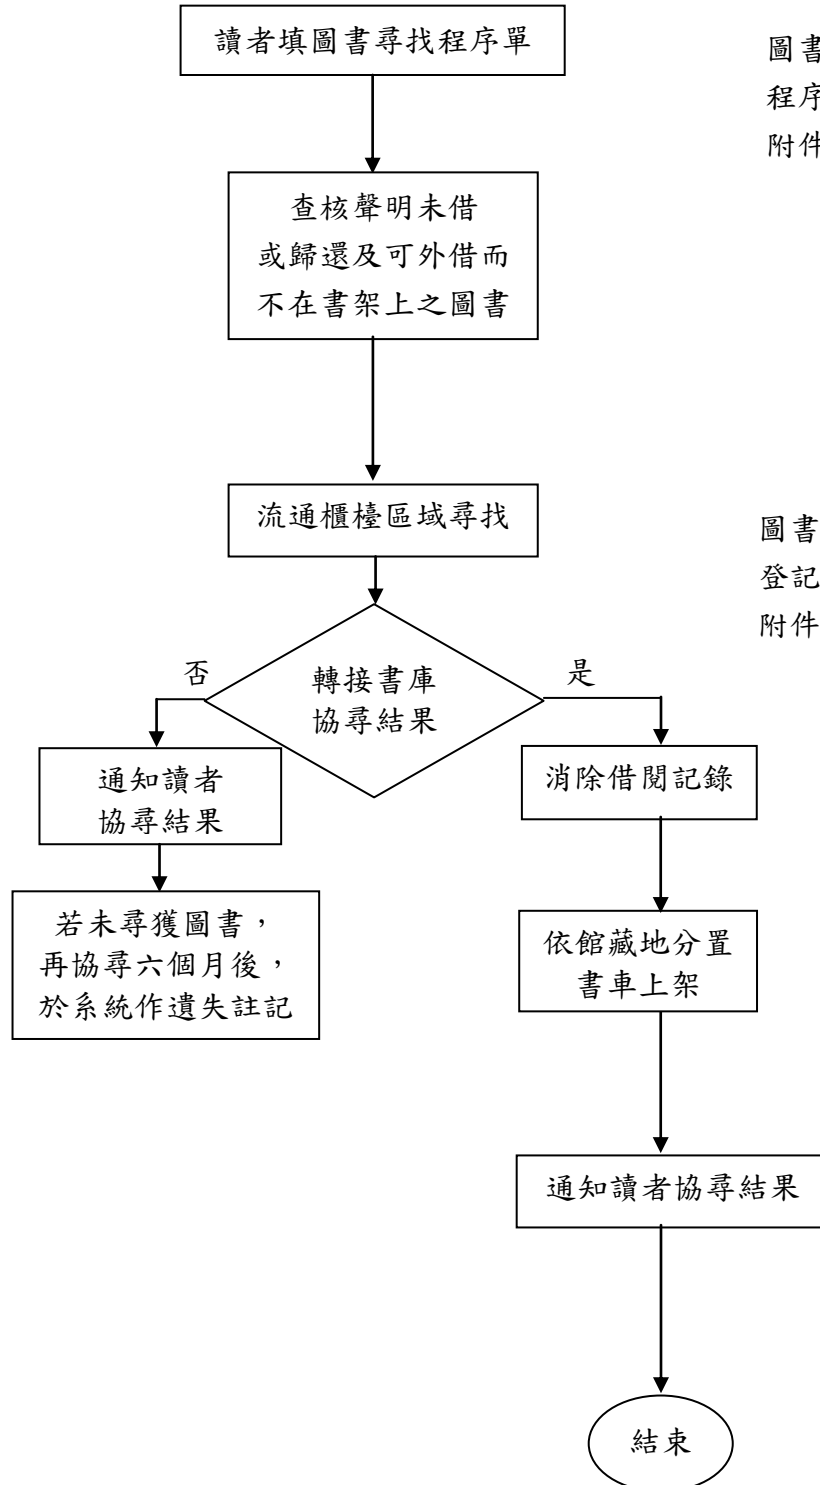 讀者填圖書尋找程序單
圖書
程序
附件
查核聲明未借
或歸還及可外借而
不在書架上之圖書
流通櫃檯區域尋找
圖書
登記
附件
轉接書庫
協尋結果
否
是
通知讀者
協尋結果
消除借閱記錄
若未尋獲圖書，
再協尋六個月後，
於系統作遺失註記
依館藏地分置
書車上架
通知讀者協尋結果
結束